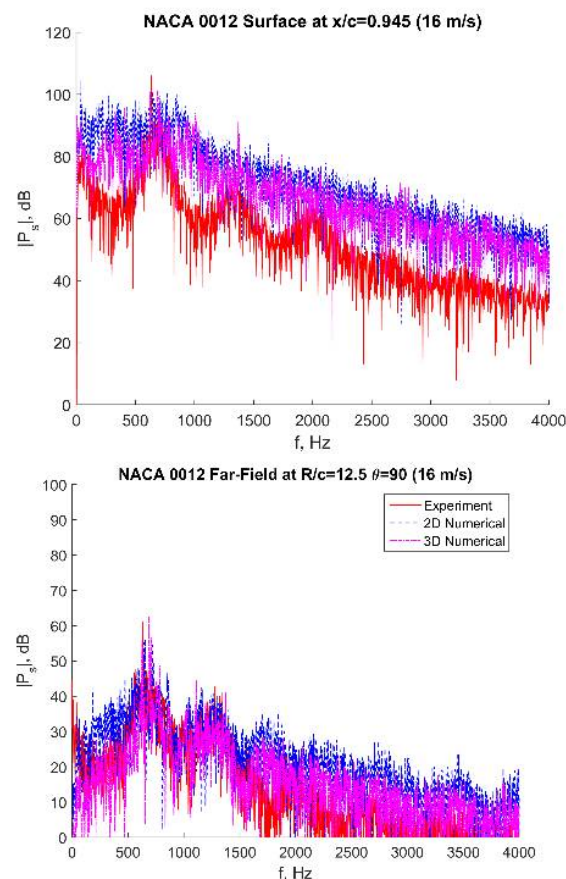 NACA 0012 Surface at x/c=0.945 (16 m/s)
120
100
80
60
40
20
0
|P_s|, dB
0 500 1000 1500 2000 2500 3000 3500 4000
f, Hz
NACA 0012 Far-Field at R/c=12.5 θ=90 (16 m/s)
100
90
80
70
60
50
40
30
20
10
0
|P_s|, dB
Experiment
2D Numerical
3D Numerical
0 500 1000 1500 2000 2500 3000 3500 4000
f, Hz